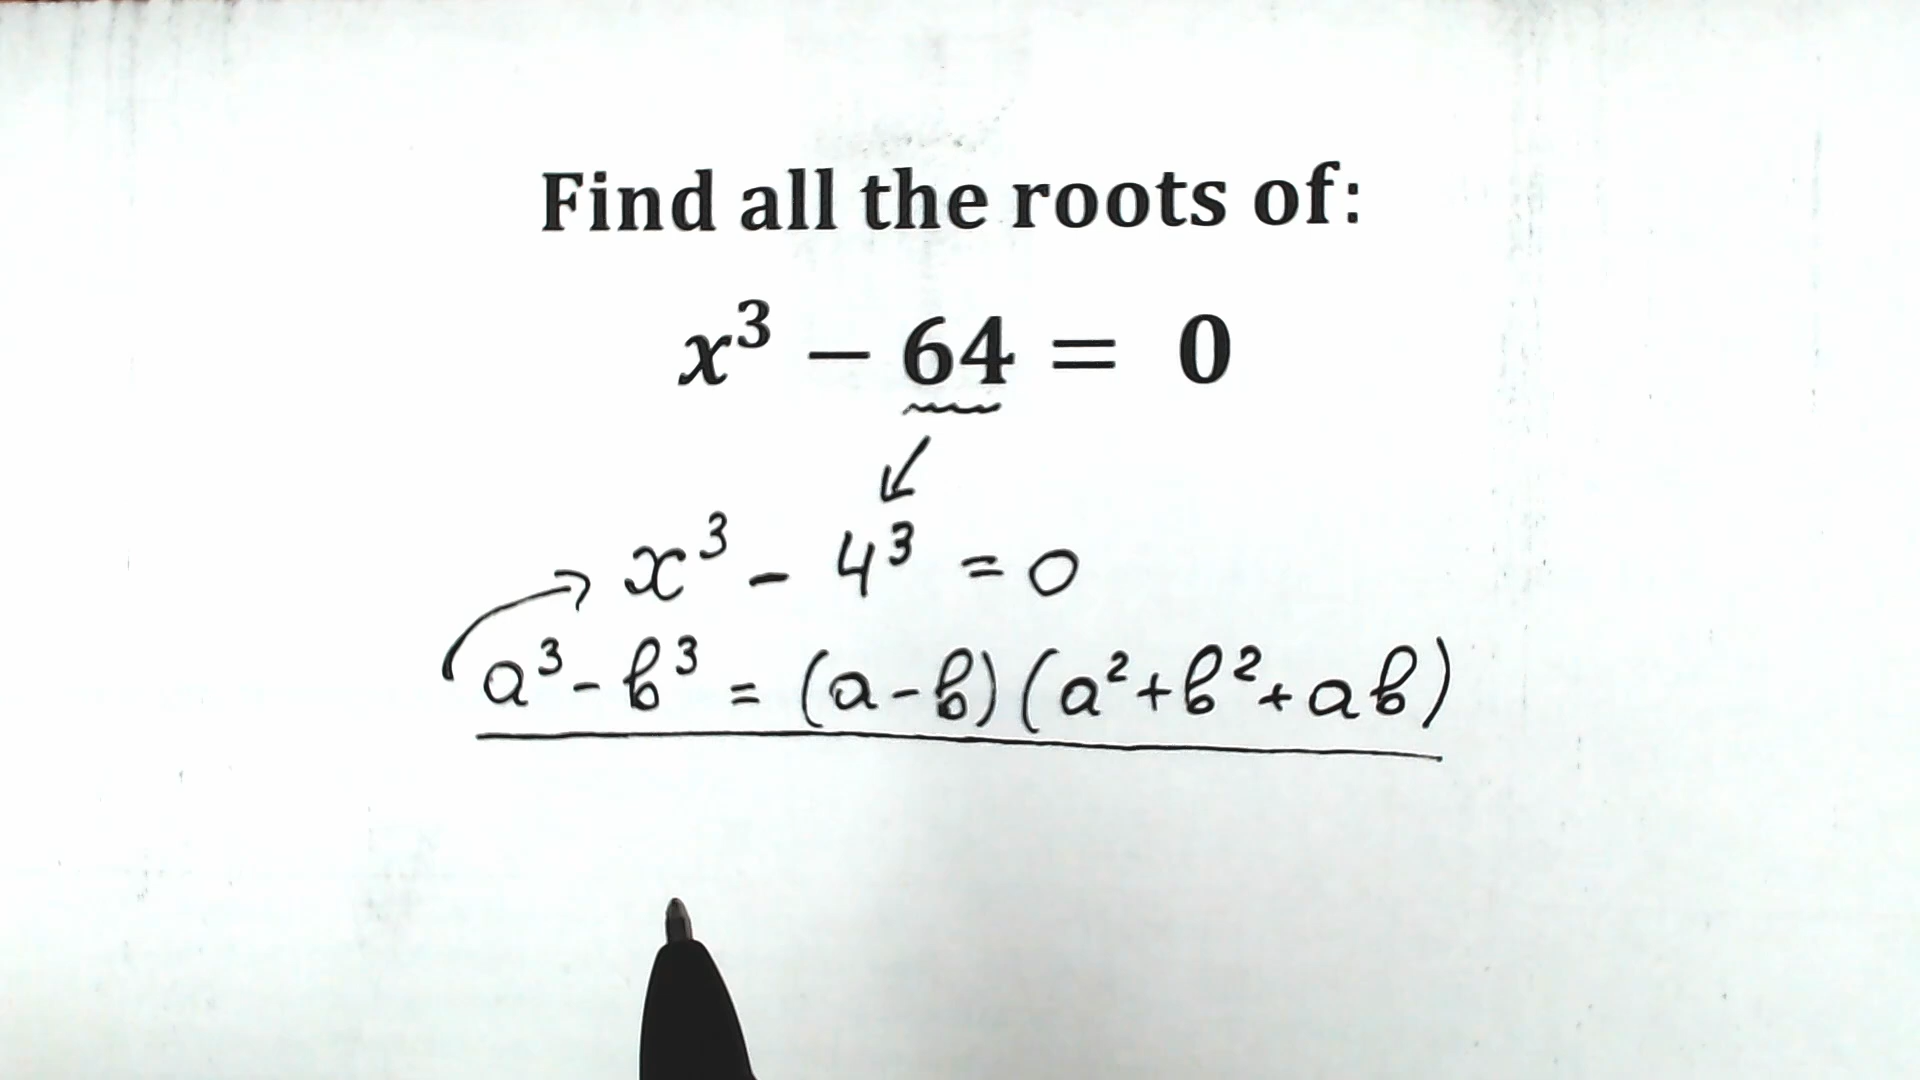 Find all the roots of:
x³ − 64 = 0
x³ - 4³ = 0
a³ - b³ = (a - b)(a² + b² + ab)